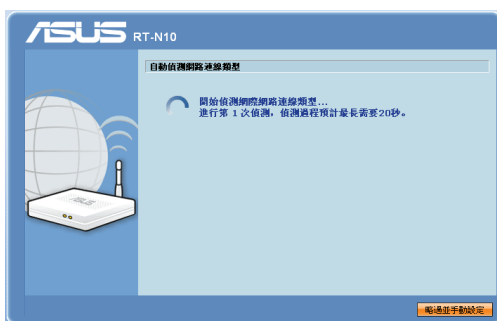 ASUS RT-N10
自動偵測網路連線類型
開始偵測網際網路連線類型...
進行第 1 次偵測，偵測過程預計最長需要20秒。
/ISUS
略過並手動設定